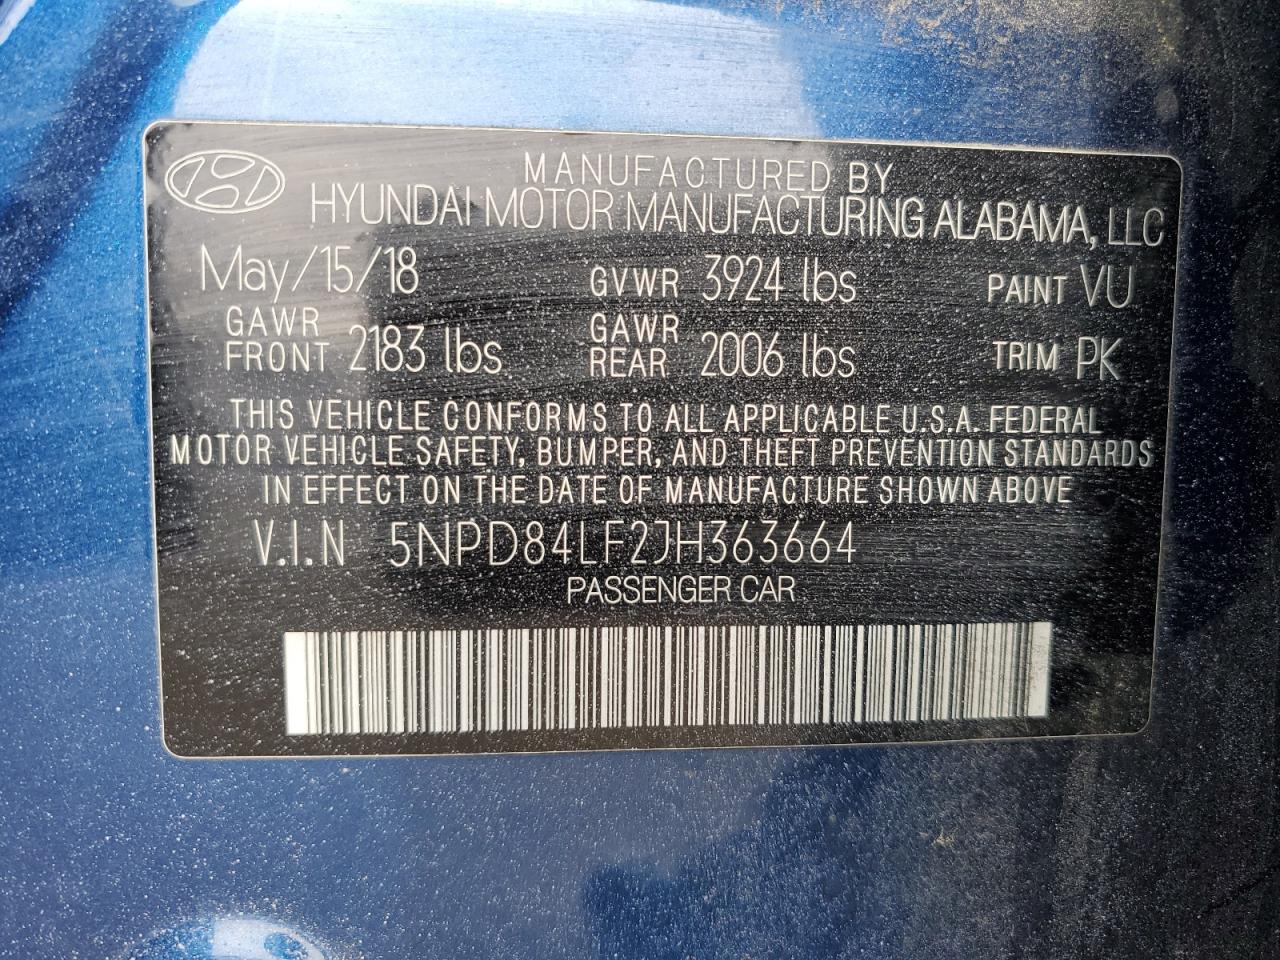 MANUFACTURED BY
HYUNDAI MOTOR MANUFACTURING ALABAMA, LLC
May/15/18 GVWR 3924 lbs PAINT VU
GAWR FRONT 2183 lbs GAWR REAR 2006 lbs TRIM PK
THIS VEHICLE CONFORMS TO ALL APPLICABLE U.S.A. FEDERAL
MOTOR VEHICLE SAFETY, BUMPER, AND THEFT PREVENTION STANDARDS
IN EFFECT ON THE DATE OF MANUFACTURE SHOWN ABOVE
V.I.N 5NPD84LF2JH363664
PASSENGER CAR